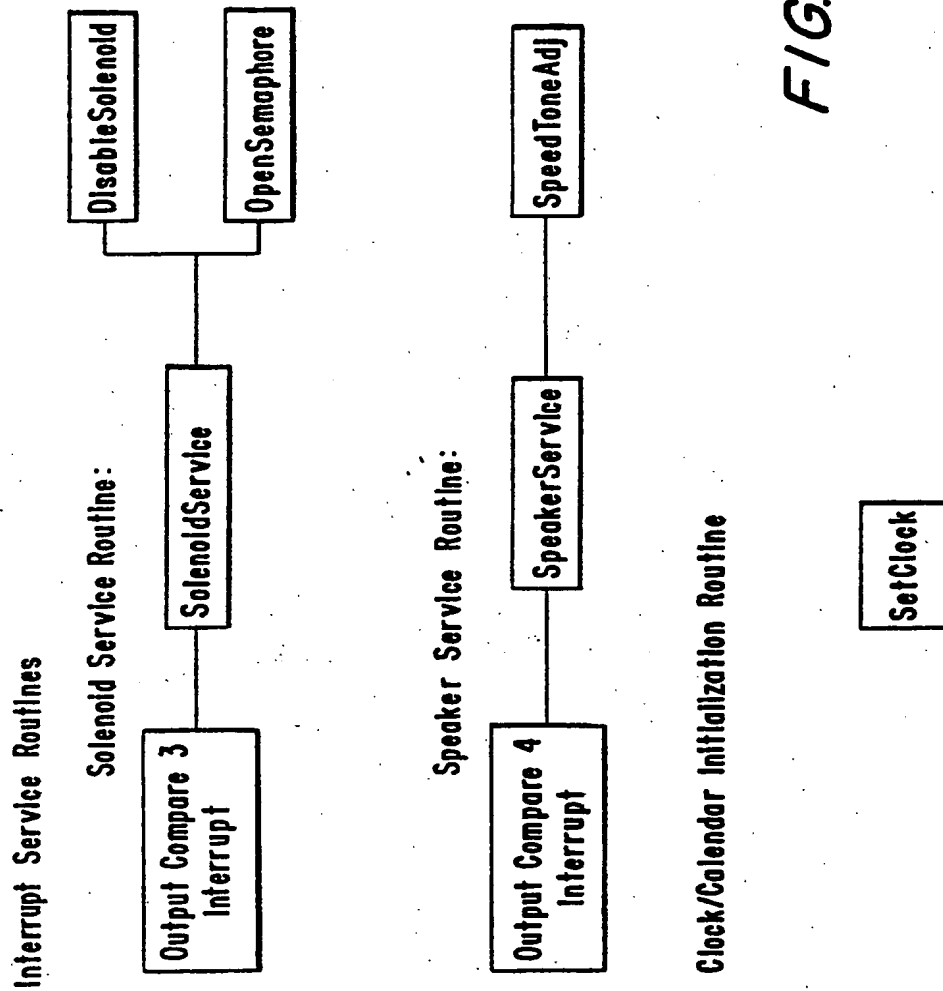 Interrupt Service Routines
Solenoid Service Routine:
Output Compare 3
Interrupt
SolenoidService
DisableSolenoid
OpenSemaphore
Speaker Service Routine:
Output Compare 4
Interrupt
SpeakerService
SpeedToneAdj
Clock/Calendar Initialization Routine
SetClock
FIG.